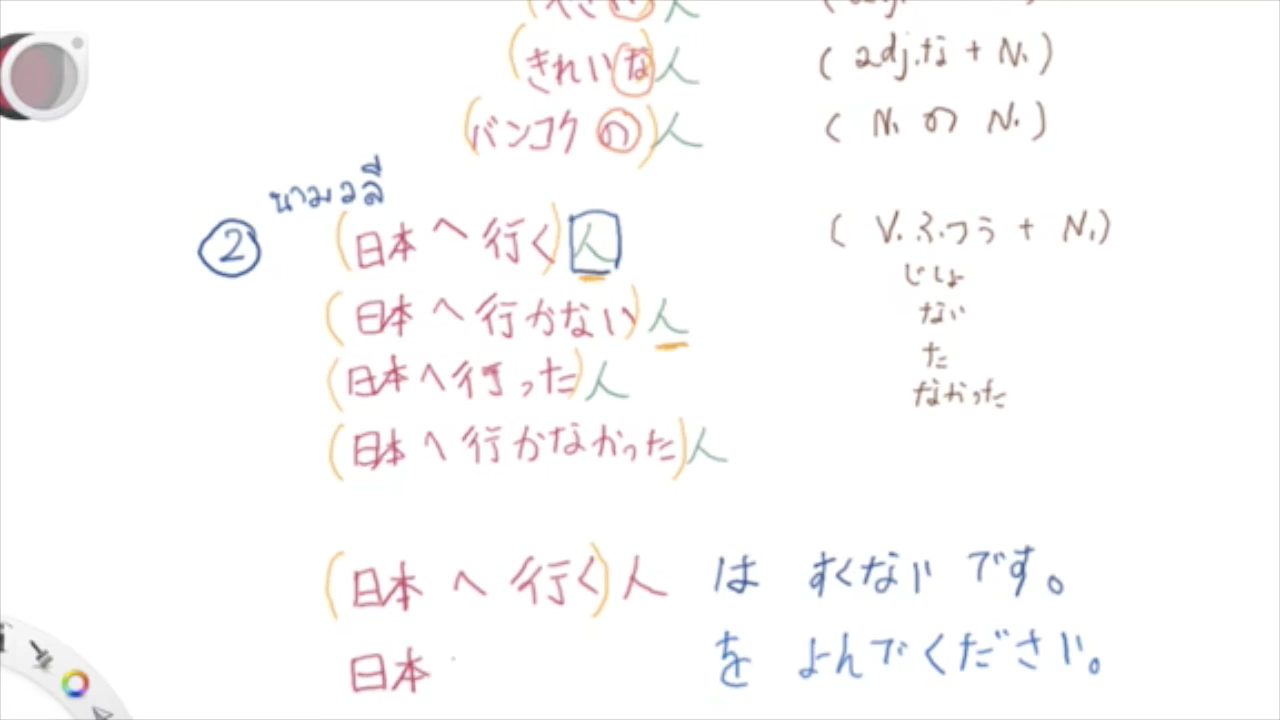 人
(きれいな)人 (adj.な + N.)
(バンコクの)人 (N. の N.)
นามวลี
② (日本へ行く)人 (V.ふつう + N.)
じしょ
(日本へ行かない)人 ない
た
(日本へ行った)人 なかった
(日本へ行かなかった)人
(日本へ行く)人 は すくないです。
日本 を よんでください。